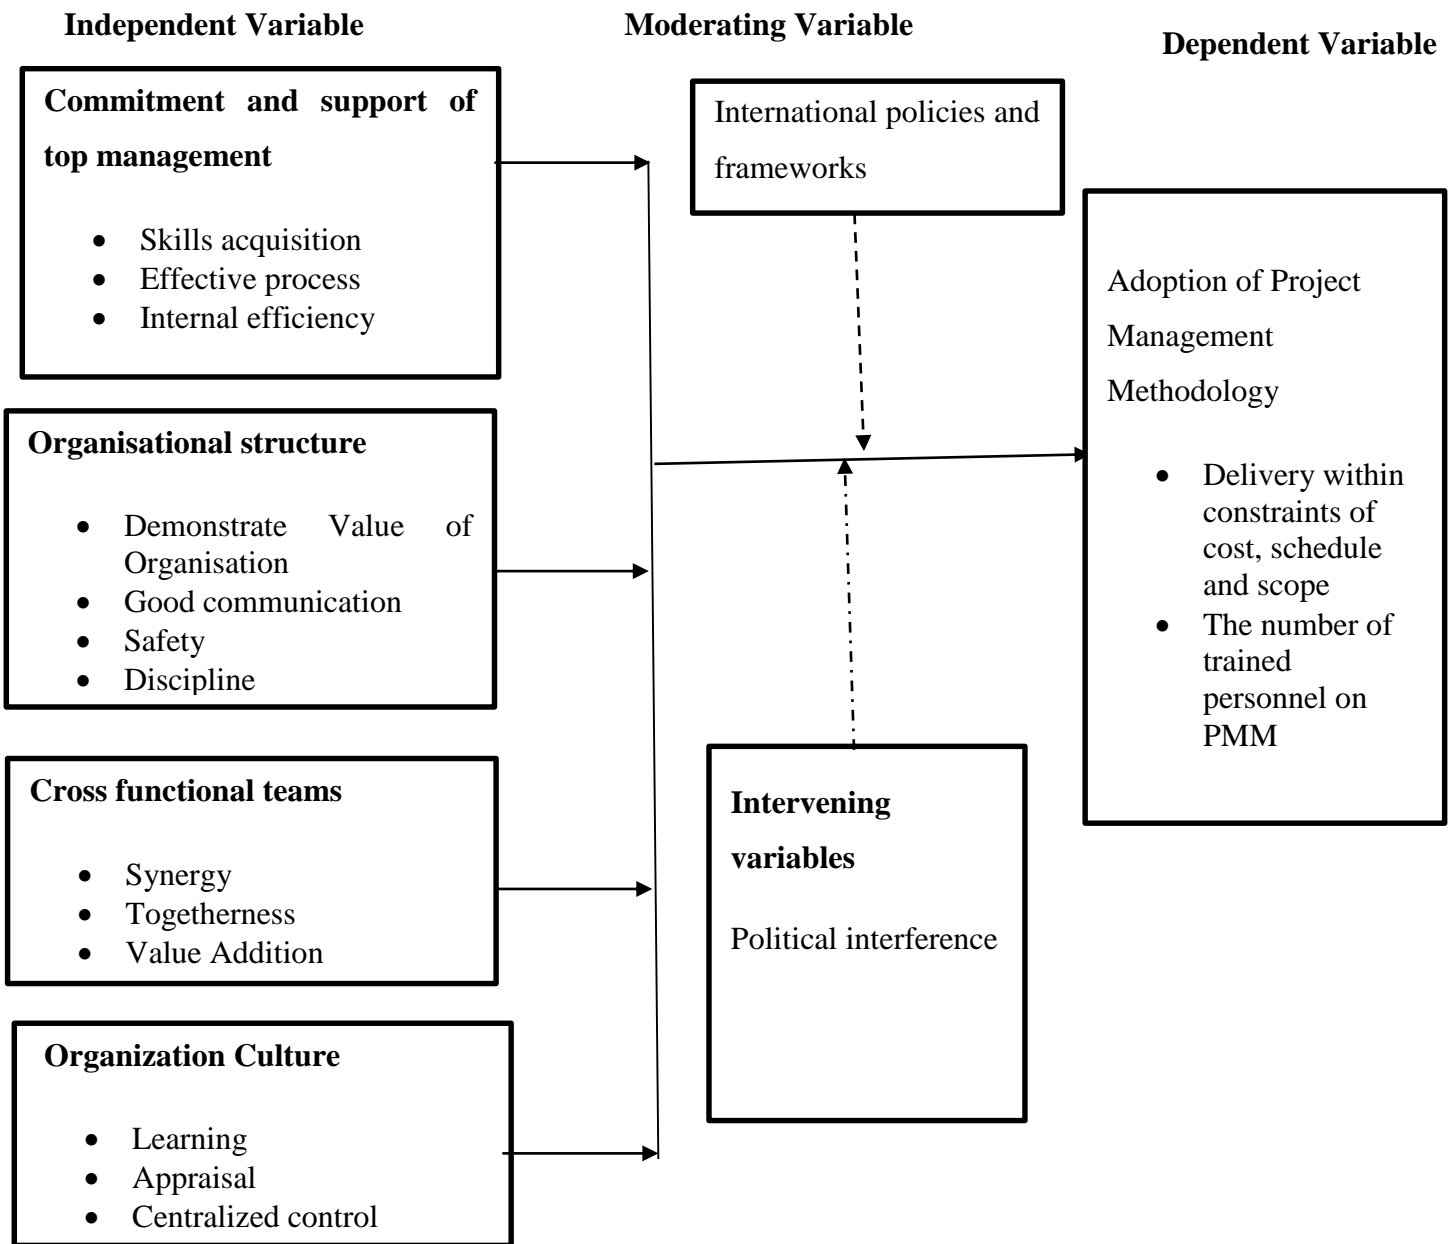 Independent Variable
Moderating Variable
Dependent Variable
Commitment and support of
top management
• Skills acquisition
• Effective process
• Internal efficiency
Organisational structure
• Demonstrate Value of
Organisation
• Good communication
• Safety
• Discipline
Cross functional teams
• Synergy
• Togetherness
• Value Addition
Organization Culture
• Learning
• Appraisal
• Centralized control
International policies and
frameworks
Intervening
variables
Political interference
Adoption of Project
Management
Methodology
• Delivery within
constraints of
cost, schedule
and scope
• The number of
trained
personnel on
PMM